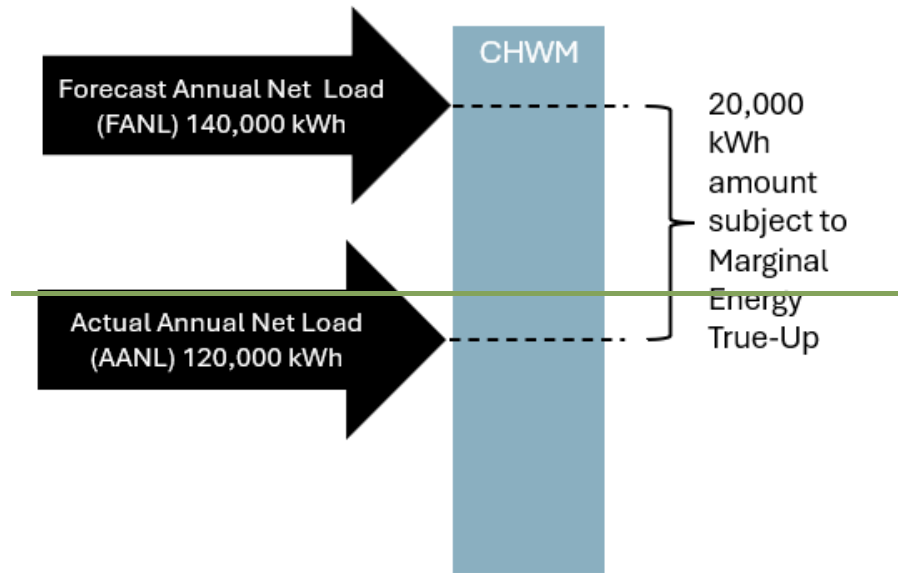 CHWM
Forecast Annual Net Load
(FANL) 140,000 kWh
20,000
kWh
amount
subject to
Marginal
Energy
True-Up
Actual Annual Net Load
(AANL) 120,000 kWh